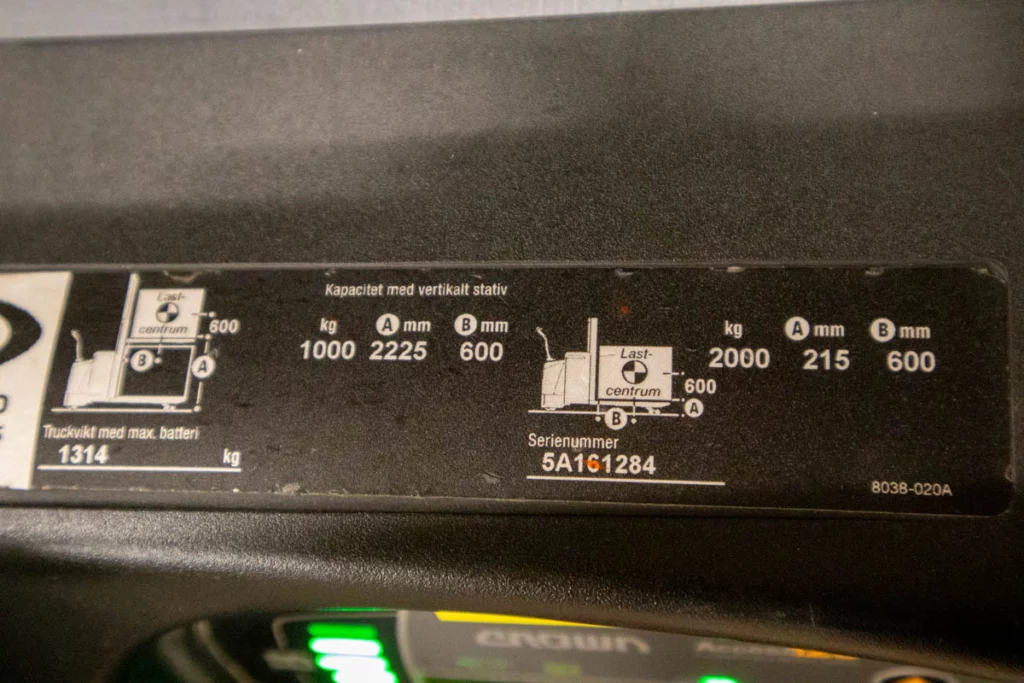 Kapacitet med vertikalt stativ
Last-
centrum
600
B
A
kg A mm B mm
1000 2225 600
Truckvikt med max. batteri
1314 kg
Last-
centrum
600
A
B
kg A mm B mm
2000 215 600
Serienummer
5A161284
8038-020A
CROWN